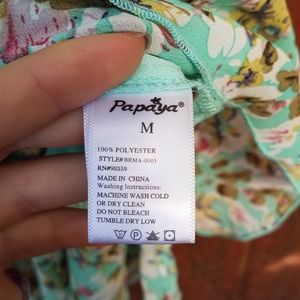 Papaya®
M
100% POLYESTER
STYLE# BRMA-0003
RN#98359
MADE IN CHINA
Washing Instructions:
MACHINE WASH COLD
OR DRY CLEAN
DO NOT BLEACH
TUMBLE DRY LOW